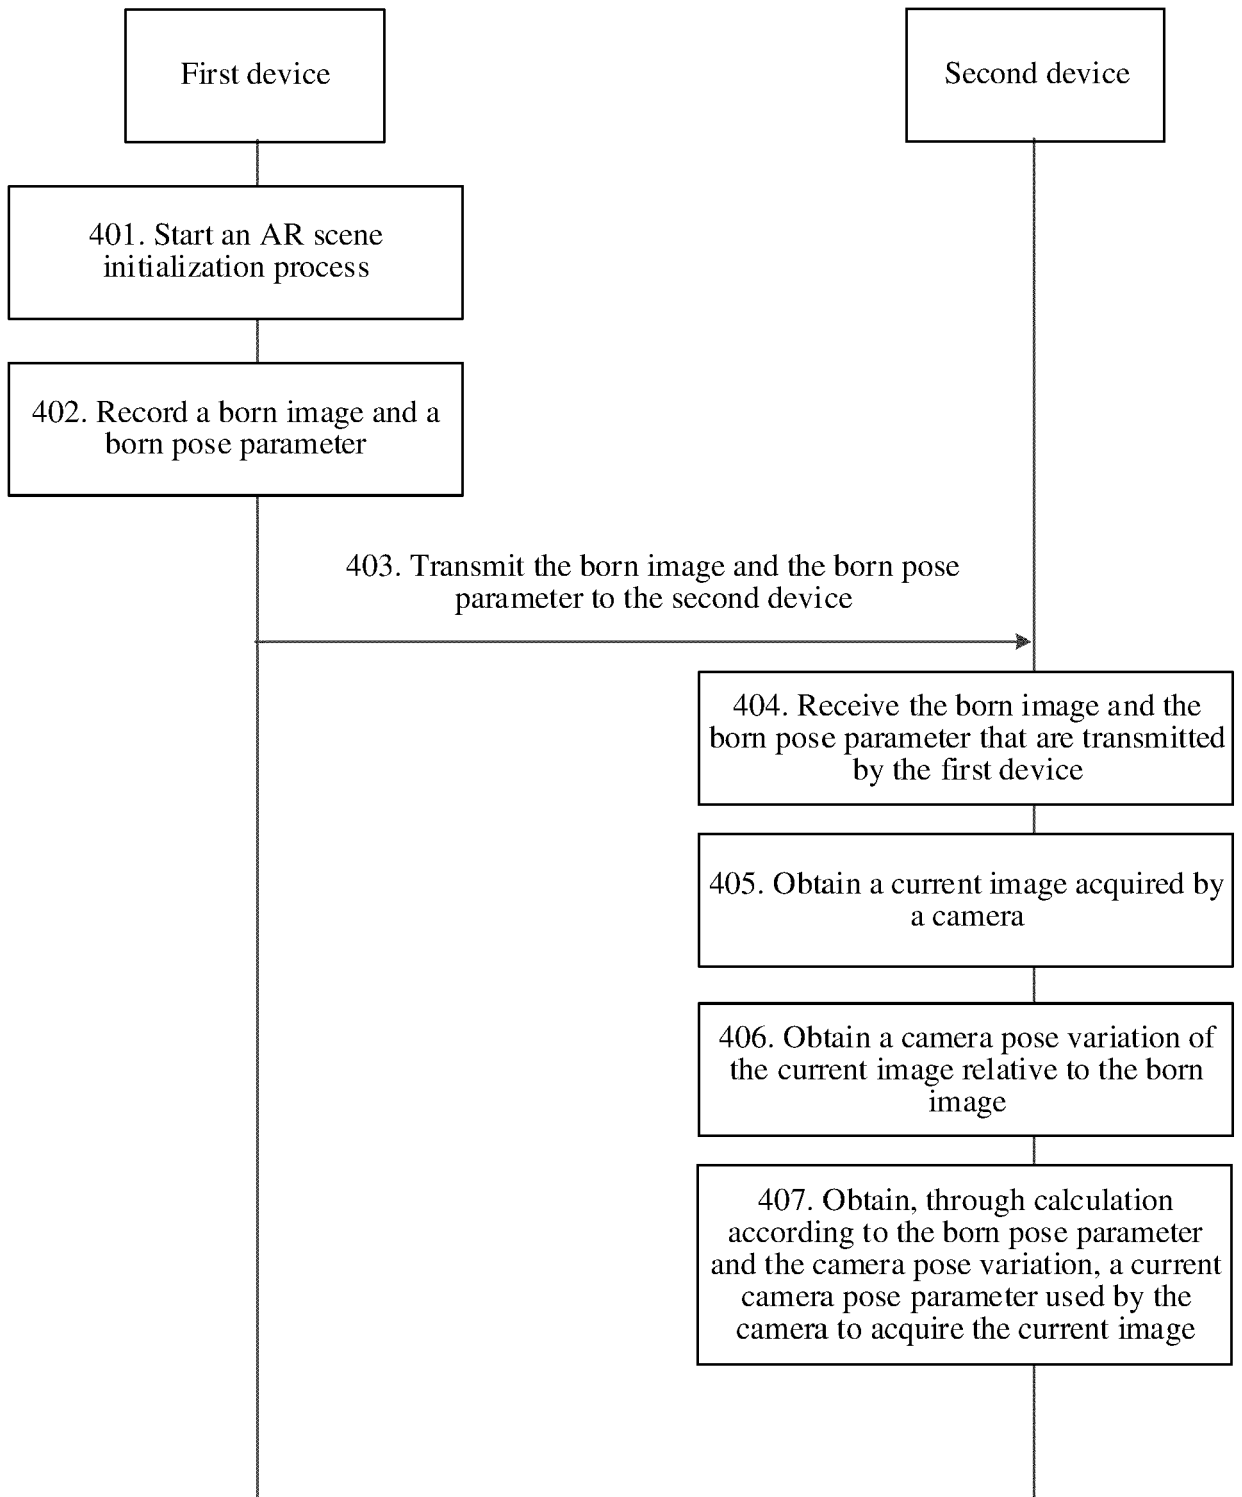 First device
Second device
401. Start an AR scene
initialization process
402. Record a born image and a
born pose parameter
403. Transmit the born image and the born pose
parameter to the second device
404. Receive the born image and the
born pose parameter that are transmitted
by the first device
405. Obtain a current image acquired by
a camera
406. Obtain a camera pose variation of
the current image relative to the born
image
407. Obtain, through calculation
according to the born pose parameter
and the camera pose variation, a current
camera pose parameter used by the
camera to acquire the current image